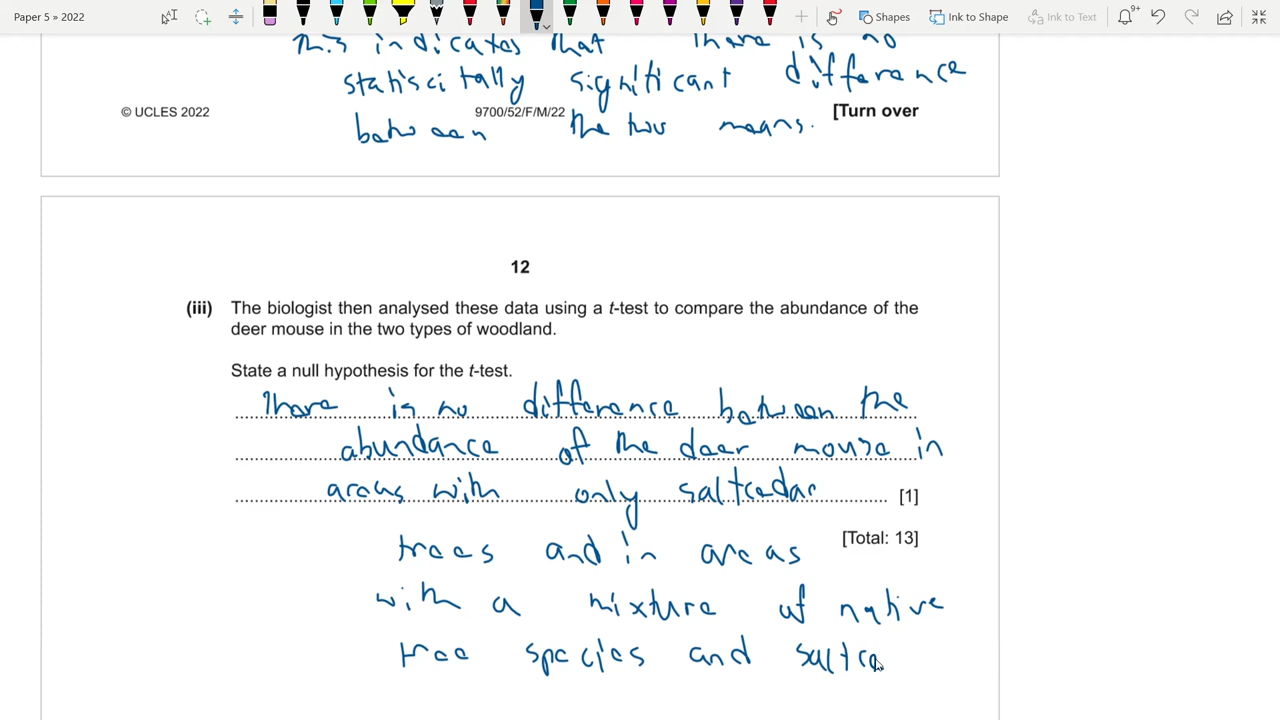 Paper 5 » 2022
Shapes
Ink to Shape
Ink to Text
9+
This indicates that there is no
statiscitally significant difference
© UCLES 2022 9700/52/F/M/22 [Turn over
between the two means.
12
(iii) The biologist then analysed these data using a t-test to compare the abundance of the
deer mouse in the two types of woodland.
State a null hypothesis for the t-test.
There is no difference between the
abundance of the deer mouse in
areas with only saltcedar [1]
[Total: 13]
trees and in areas
with a mixture of native
tree species and saltce